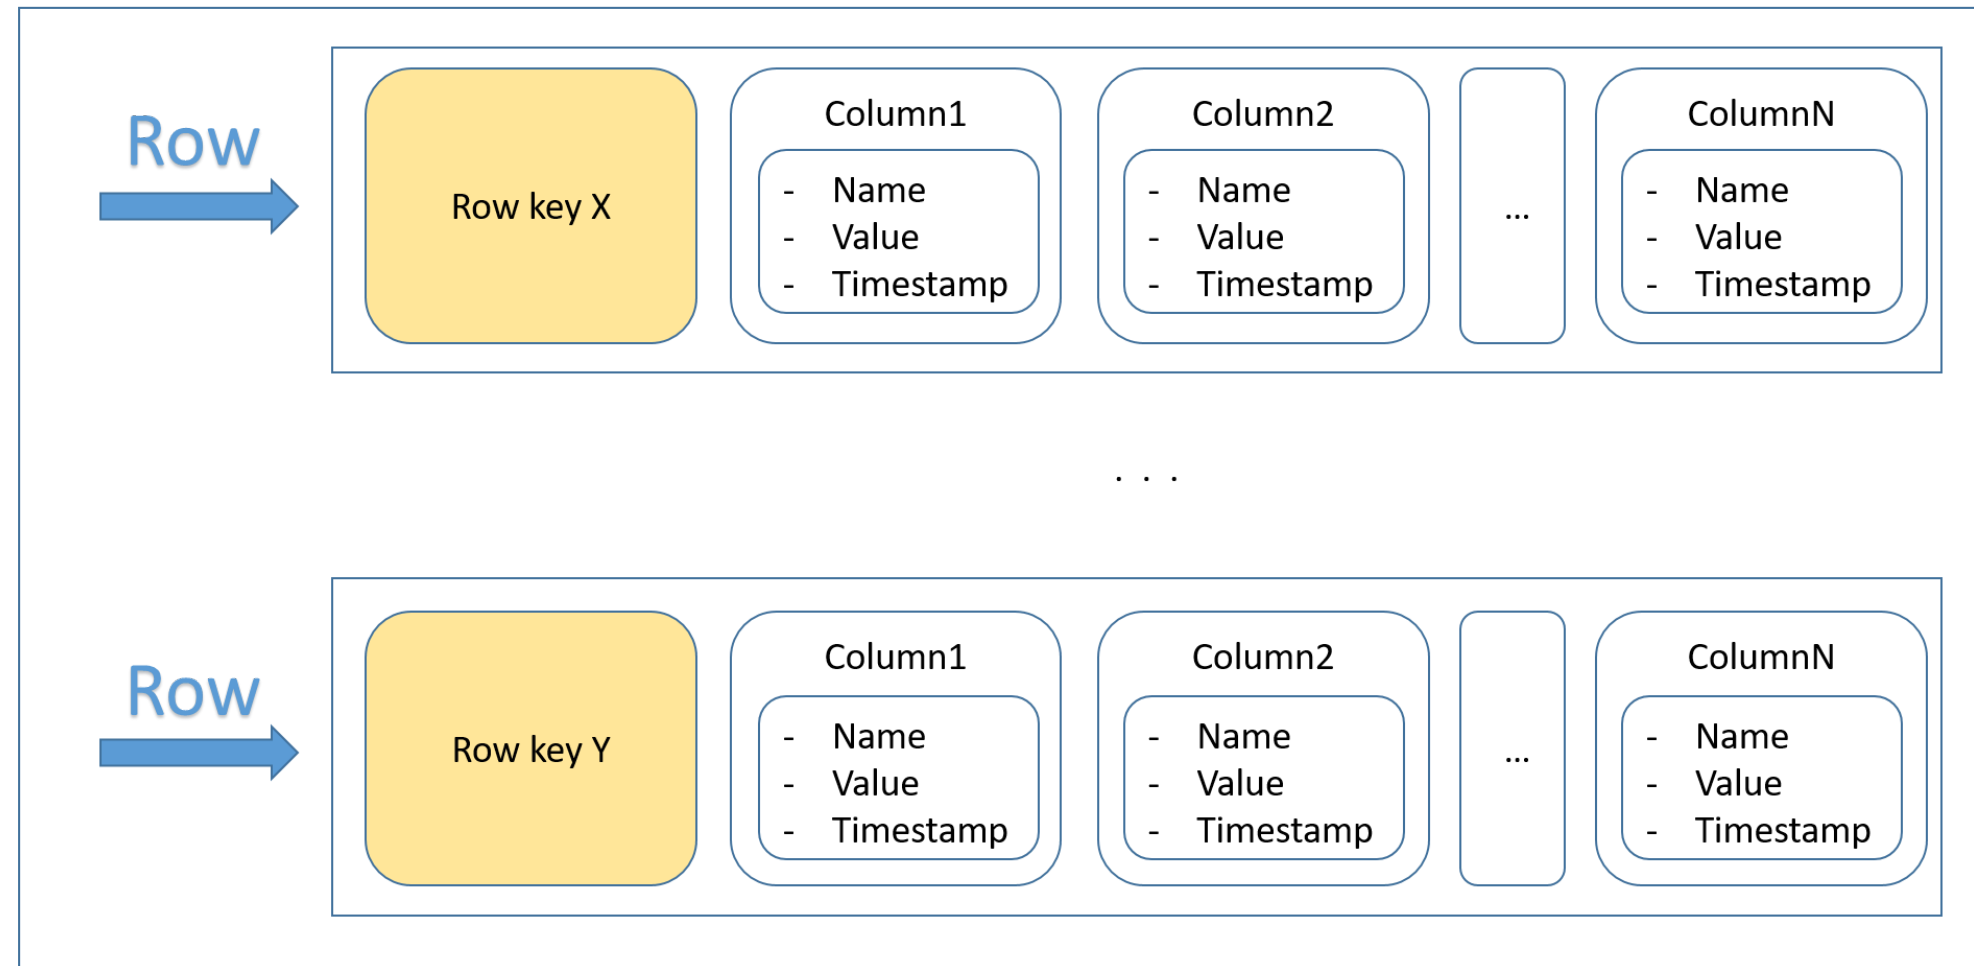 Row
Row key X
Column1
- Name
- Value
- Timestamp
Column2
- Name
- Value
- Timestamp
...
ColumnN
- Name
- Value
- Timestamp
. . .
Row
Row key Y
Column1
- Name
- Value
- Timestamp
Column2
- Name
- Value
- Timestamp
...
ColumnN
- Name
- Value
- Timestamp